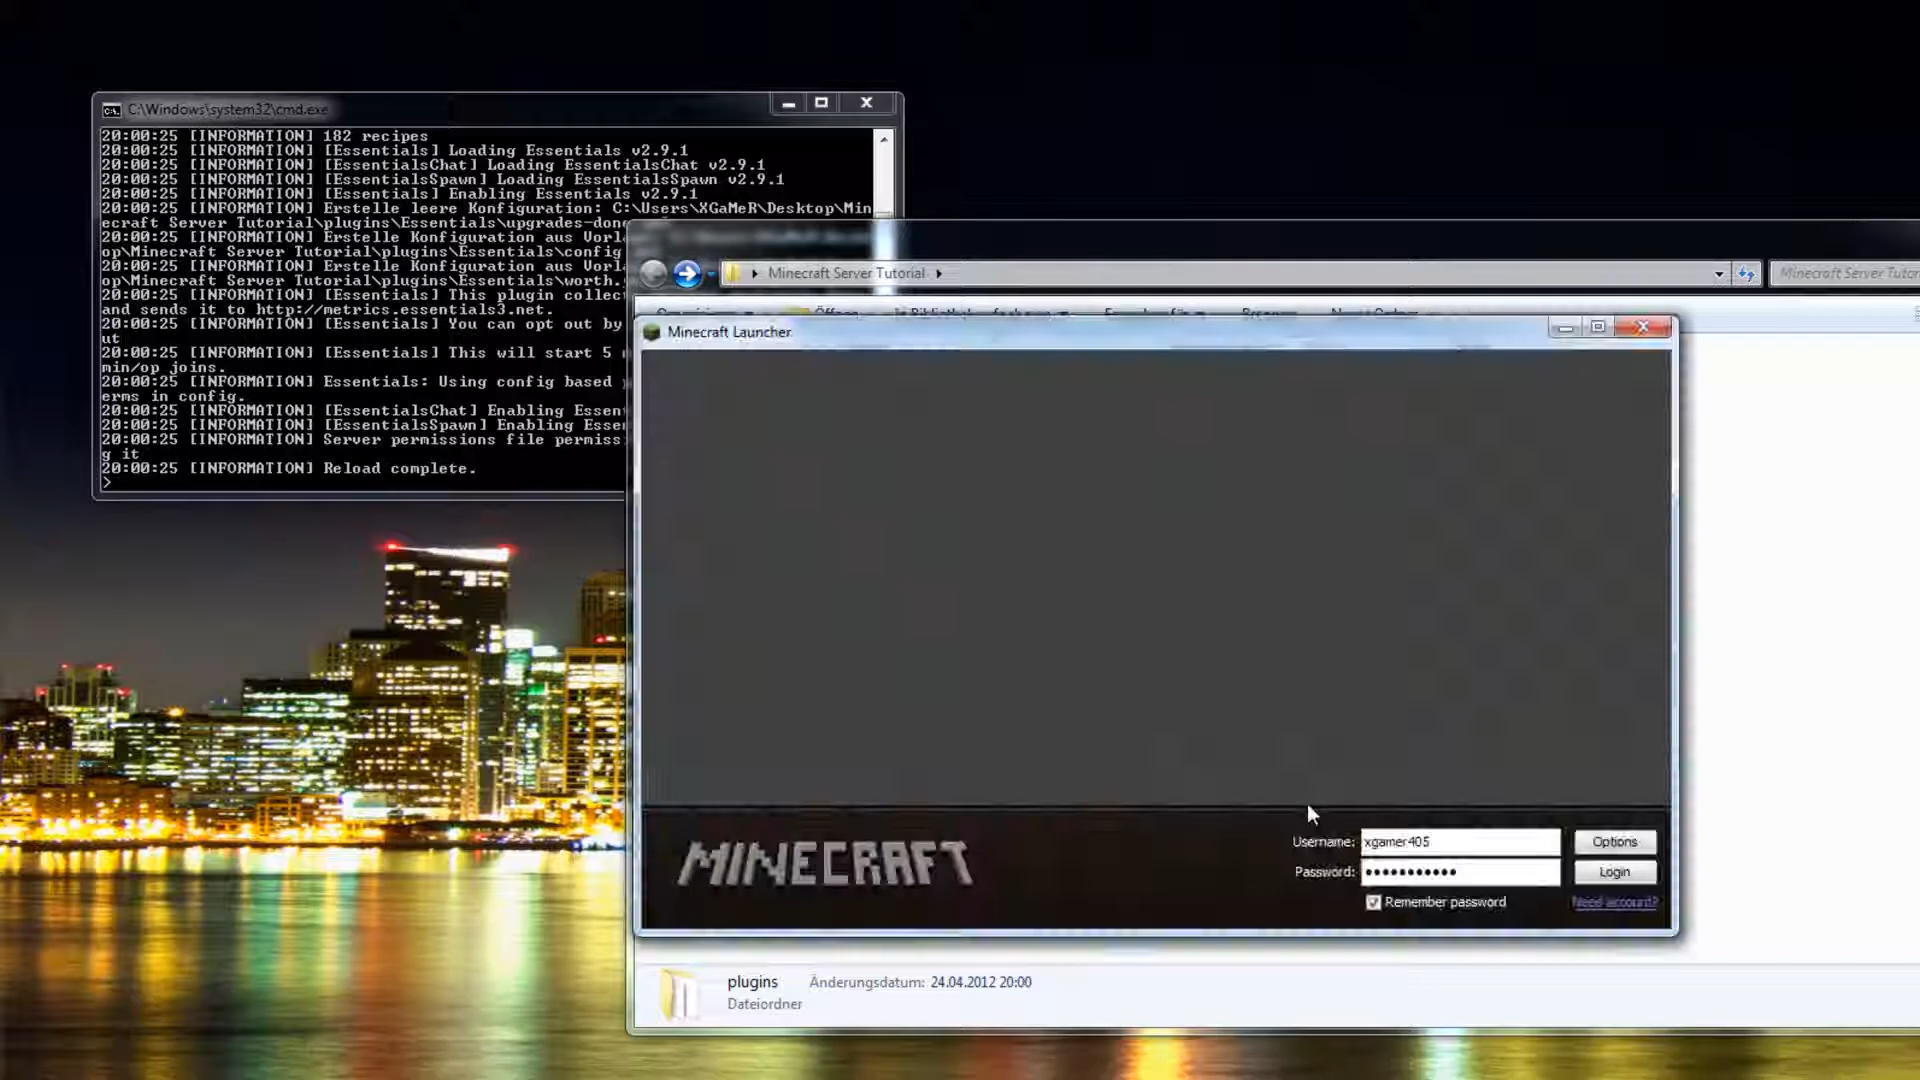 C:\Windows\system32\cmd.exe
20:00:25 [INFORMATION] 182 recipes
20:00:25 [INFORMATION] [Essentials] Loading Essentials v2.9.1
20:00:25 [INFORMATION] [EssentialsChat] Loading EssentialsChat v2.9.1
20:00:25 [INFORMATION] [EssentialsSpawn] Loading EssentialsSpawn v2.9.1
20:00:25 [INFORMATION] [Essentials] Enabling Essentials v2.9.1
20:00:25 [INFORMATION] Erstelle leere Konfiguration: C:\Users\XGaMeR\Desktop\Min
ecraft Server Tutorial\plugins\Essentials\upgrades-done
20:00:25 [INFORMATION] Erstelle Konfiguration aus Vorla
op\Minecraft Server Tutorial\plugins\Essentials\config
20:00:25 [INFORMATION] Erstelle Konfiguration aus Vorla
op\Minecraft Server Tutorial\plugins\Essentials\worth.
20:00:25 [INFORMATION] [Essentials] This plugin collect
and sends it to http://metrics.essentials3.net.
20:00:25 [INFORMATION] [Essentials] You can opt out by
ut
20:00:25 [INFORMATION] [Essentials] This will start 5 m
min/op joins.
20:00:25 [INFORMATION] Essentials: Using config based
erms in config.
20:00:25 [INFORMATION] [EssentialsChat] Enabling Essen
20:00:25 [INFORMATION] [EssentialsSpawn] Enabling Esse
20:00:25 [INFORMATION] Server permissions file permiss
g it
20:00:25 [INFORMATION] Reload complete.
>
Minecraft Server Tutorial
Minecraft Server Tutor
Minecraft Launcher
MINECRAFT
Username: xgamer405
Options
Password: •••••••••••
Login
Remember password
Need account?
plugins
Änderungsdatum: 24.04.2012 20:00
Dateiordner